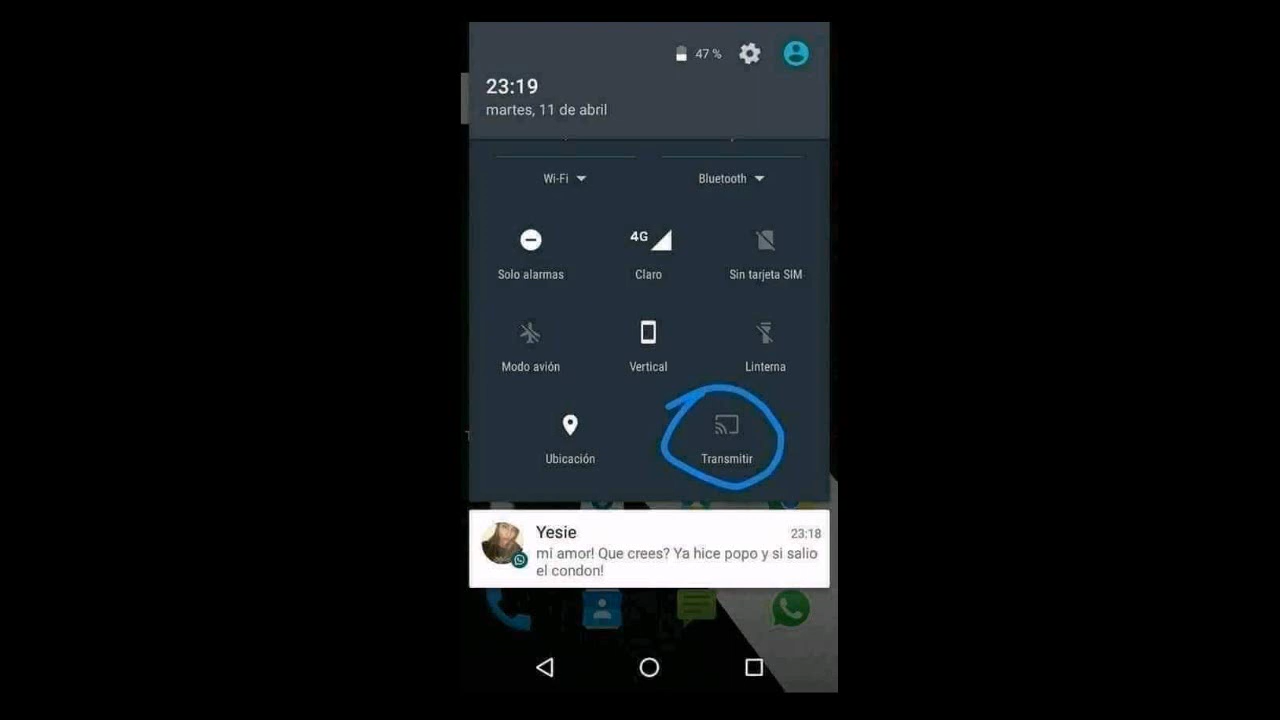 47 %
23:19
martes, 11 de abril
Wi-Fi Bluetooth
4G
Solo alarmas Claro Sin tarjeta SIM
Modo avión Vertical Linterna
Ubicación Transmitir
Yesie 23:18
mi amor! Que crees? Ya hice popo y si salio
el condon!